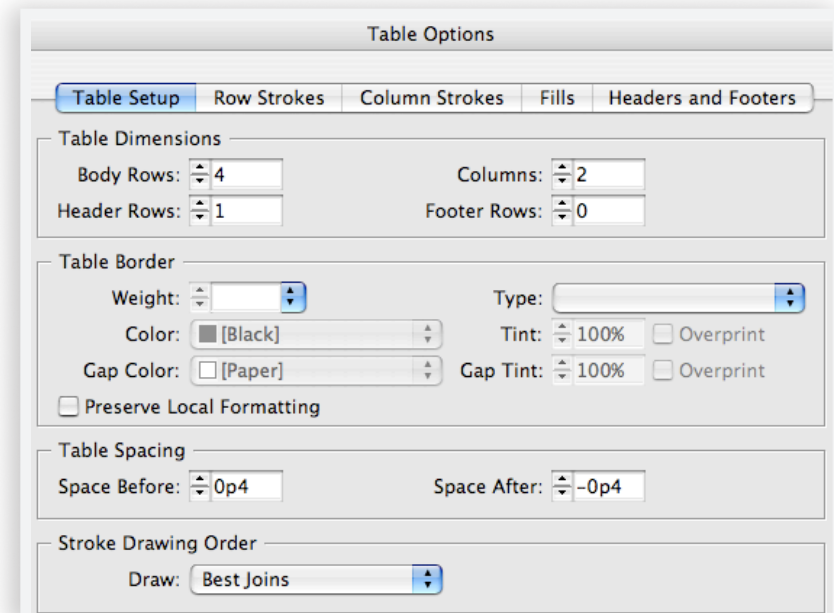 Table Options
Table Setup Row Strokes Column Strokes Fills Headers and Footers
Table Dimensions
Body Rows: 4 Columns: 2
Header Rows: 1 Footer Rows: 0
Table Border
Weight: Type:
Color: [Black] Tint: 100% Overprint
Gap Color: [Paper] Gap Tint: 100% Overprint
Preserve Local Formatting
Table Spacing
Space Before: 0p4 Space After: -0p4
Stroke Drawing Order
Draw: Best Joins